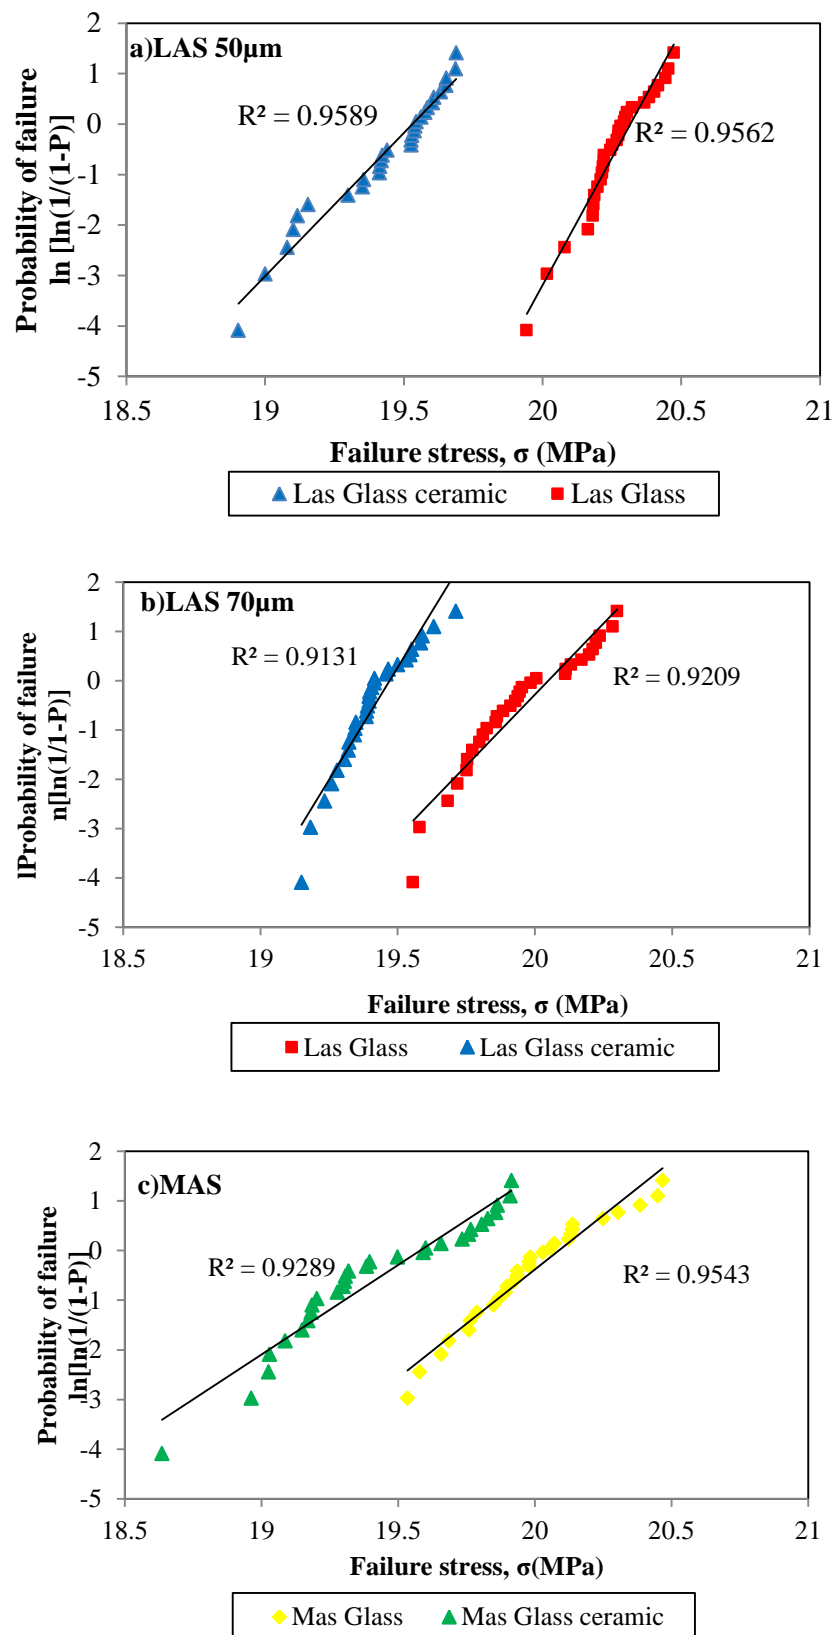 a)LAS 50µm
Probability of failure
ln [ln(1/(1-P)]
2
1
0
-1
-2
-3
-4
-5
R² = 0.9589
R² = 0.9562
18.5 19 19.5 20 20.5 21
Failure stress, σ (MPa)
Las Glass ceramic Las Glass
b)LAS 70µm
lProbability of failure
n[ln(1/1-P)]
2
1
0
-1
-2
-3
-4
-5
R² = 0.9131
R² = 0.9209
18.5 19 19.5 20 20.5 21
Failure stress, σ (MPa)
Las Glass Las Glass ceramic
c)MAS
Probability of failure
ln[ln(1/(1-P)]
2
1
0
-1
-2
-3
-4
-5
R² = 0.9289
R² = 0.9543
18.5 19 19.5 20 20.5 21
Failure stress, σ(MPa)
Mas Glass Mas Glass ceramic